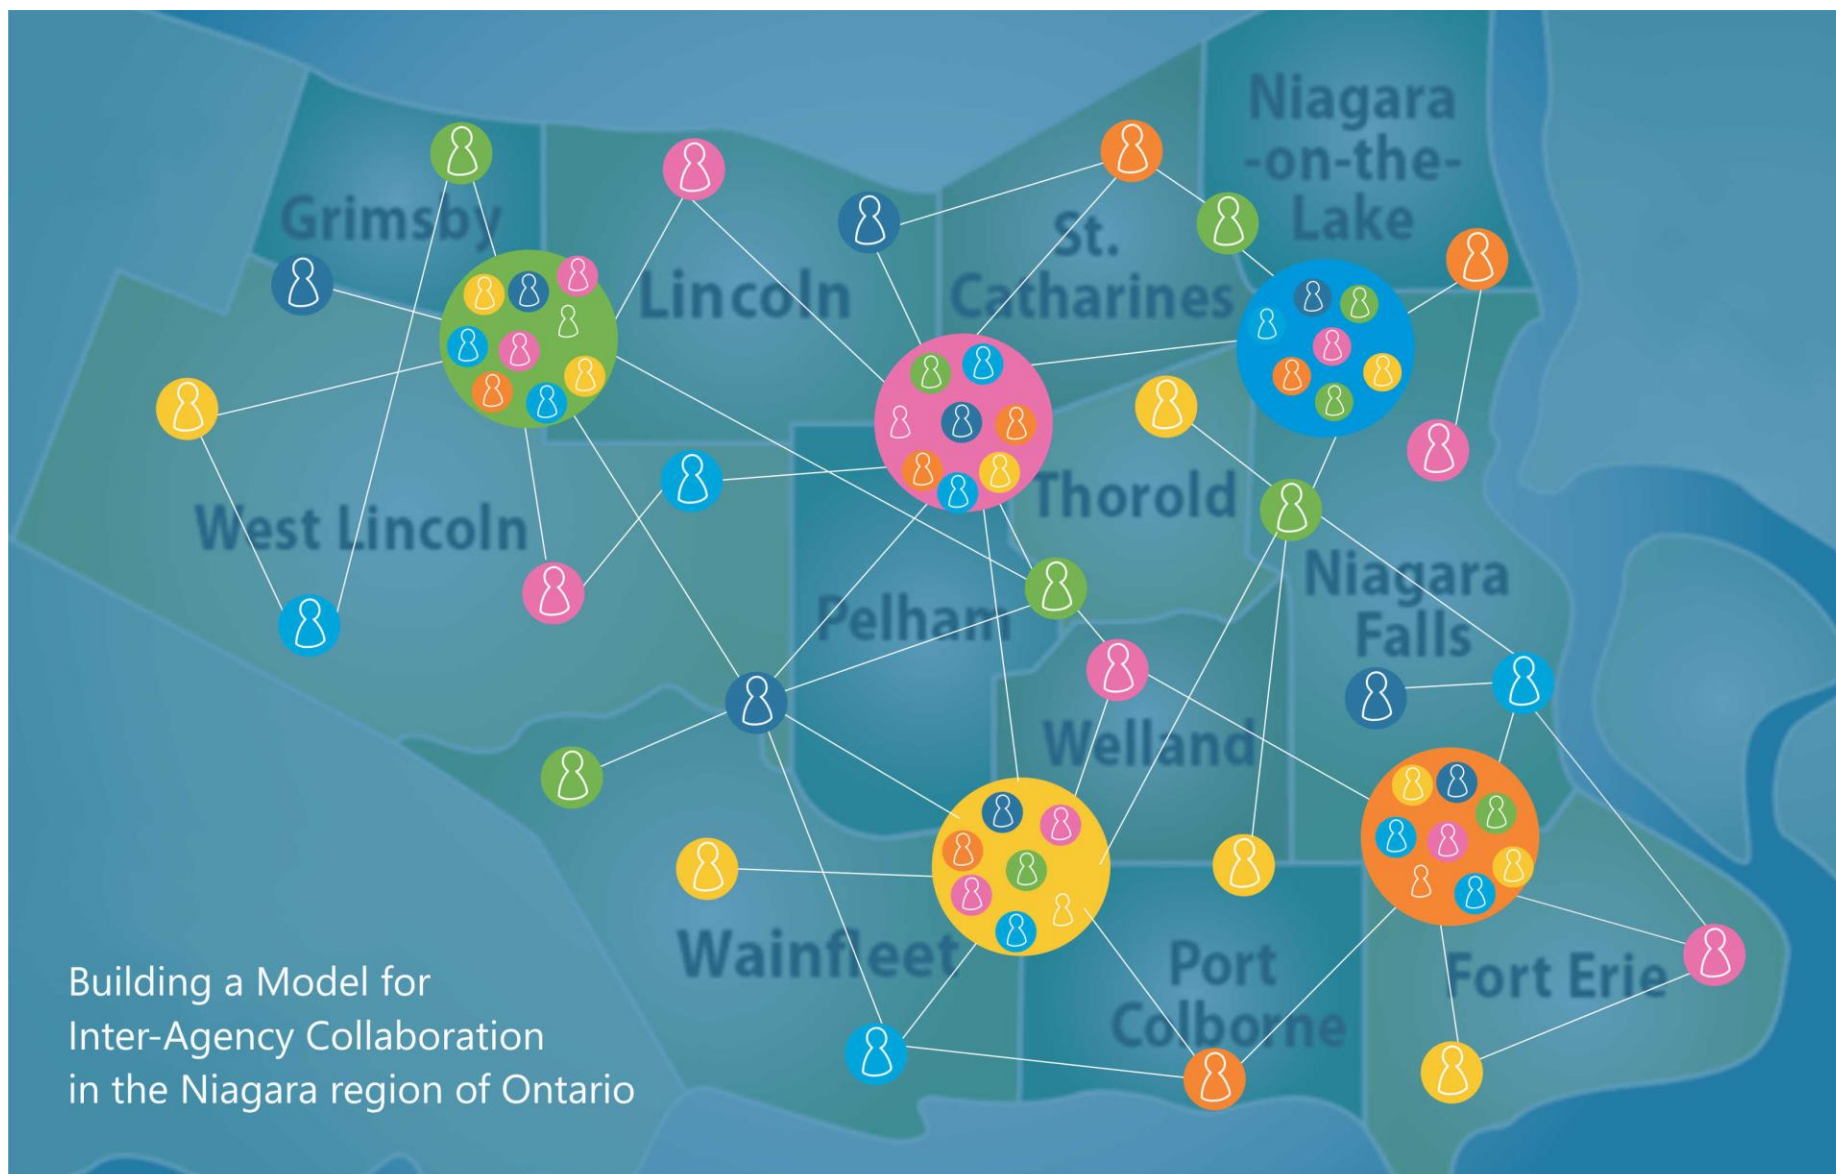 Niagara
-on-the-
Lake
Grimsby
Lincoln
St.
Catharines
West Lincoln
Thorold
Niagara
Falls
Pelham
Welland
Wainfleet
Port
Colborne
Fort Erie
Building a Model for
Inter-Agency Collaboration
in the Niagara region of Ontario